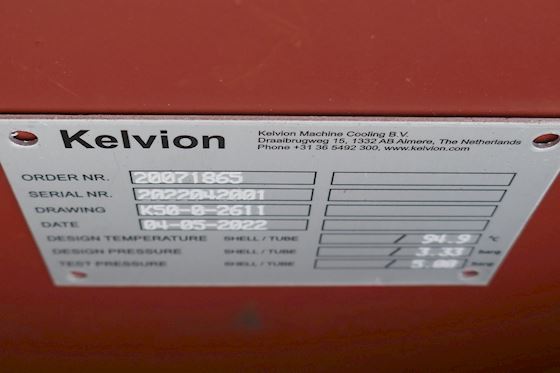 Kelvion
Kelvion Machine Cooling B.V.
Draaibrugweg 15, 1332 AB Almere, The Netherlands
Phone +31 36 5492 300, www.kelvion.com
ORDER NR. 20071865
SERIAL NR. 2022042001
DRAWING K50-0-2611
DATE 04-05-2022
DESIGN TEMPERATURE SHELL / TUBE / 94.9 °C
DESIGN PRESSURE SHELL / TUBE / 3.33 barg
TEST PRESSURE SHELL / TUBE / 5.00 barg